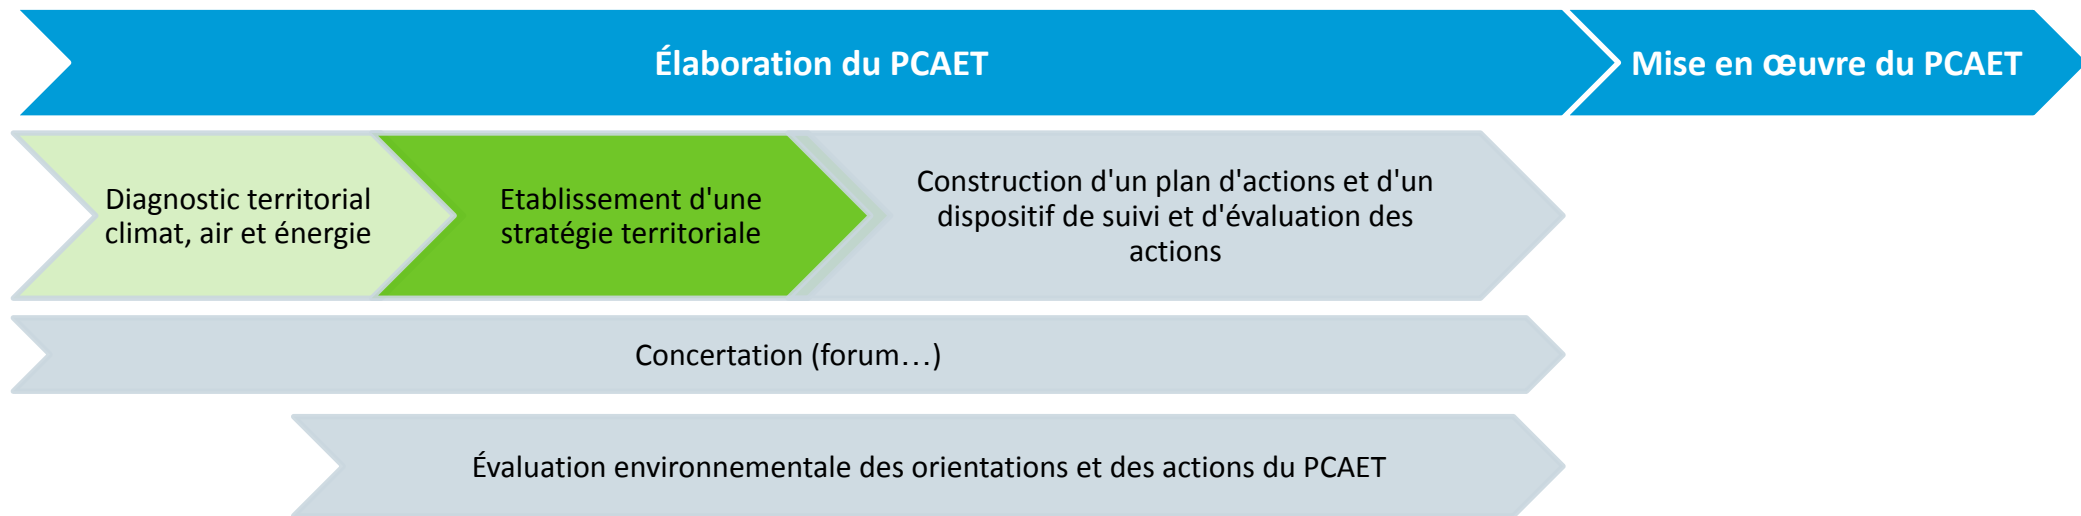 Élaboration du PCAET
Mise en œuvre du PCAET
Diagnostic territorial
climat, air et énergie
Etablissement d'une
stratégie territoriale
Construction d'un plan d'actions et d'un
dispositif de suivi et d'évaluation des
actions
Concertation (forum…)
Évaluation environnementale des orientations et des actions du PCAET